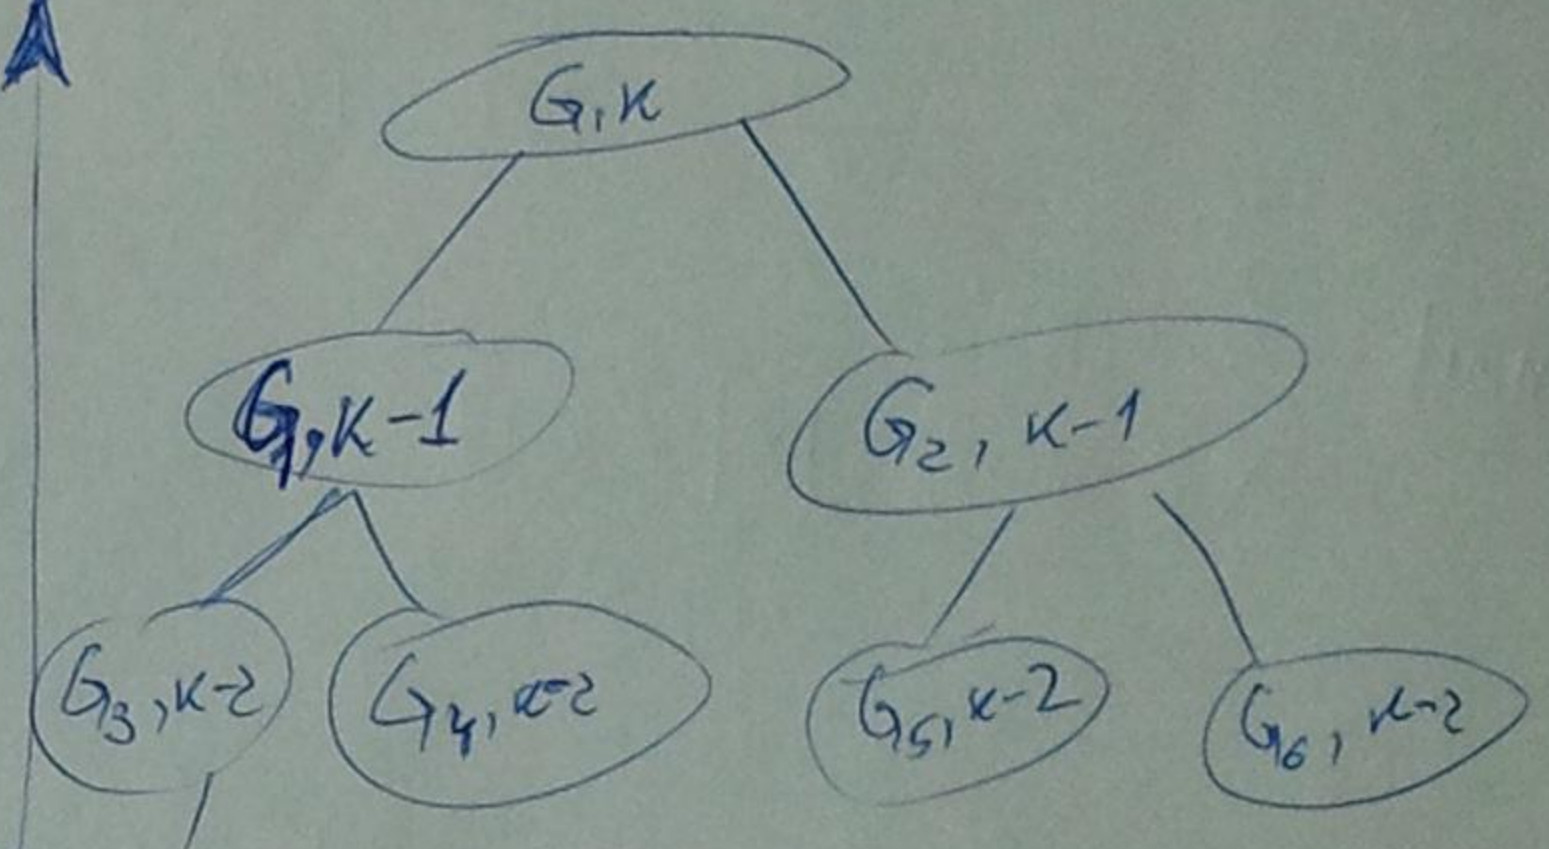 G, K
G₁, K-1
G₂, K-1
G₃, K-2
G₄, K-2
G₅, K-2
G₆, K-2